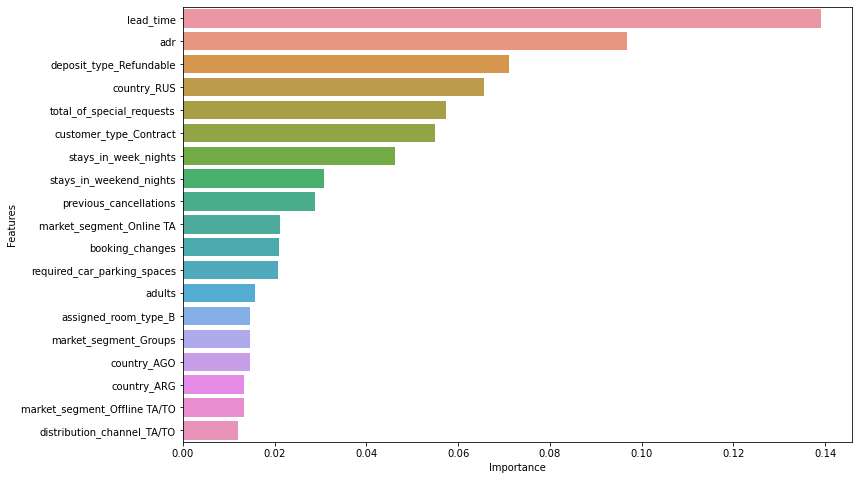 lead_time
adr
deposit_type_Refundable
country_RUS
total_of_special_requests
customer_type_Contract
stays_in_week_nights
stays_in_weekend_nights
previous_cancellations
market_segment_Online TA
booking_changes
required_car_parking_spaces
adults
assigned_room_type_B
market_segment_Groups
country_AGO
country_ARG
market_segment_Offline TA/TO
distribution_channel_TA/TO
Features
0.00 0.02 0.04 0.06 0.08 0.10 0.12 0.14
Importance